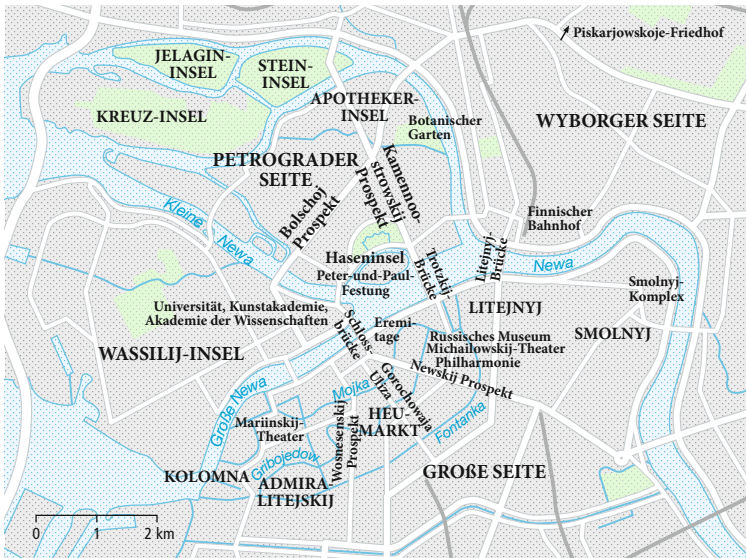 Piskarjowskoje-Friedhof
JELAGIN-
INSEL
STEIN-
INSEL
APOTHEKER-
INSEL
KREUZ-INSEL
Botanischer
Garten
WYBORGER SEITE
PETROGRADER
SEITE
Kamennoo-
strowskij
Prospekt
Bolschoj
Prospekt
Kleine
Newa
Finnischer
Bahnhof
Haseninsel
Peter-und-Paul-
Festung
Trotzkij-
Brücke
Litejnyj-
Brücke
Newa
Smolnyj-
Komplex
Universität, Kunstakademie,
Akademie der Wissenschaften
Schloss-
brücke
Eremi-
tage
LITEJNYJ
SMOLNYJ
Russisches Museum
Michailowskij-Theater
Philharmonie
WASSILIJ-INSEL
Newskij Prospekt
Große Newa
Mojka
Gorochowaja
Uliza
HEU-
MARKT
Fontanka
Mariinskij-
Theater
Wosnesenskij
Prospekt
Gribojedow
KOLOMNA
ADMIRA-
LITEJSKIJ
GROßE SEITE
0 1 2 km